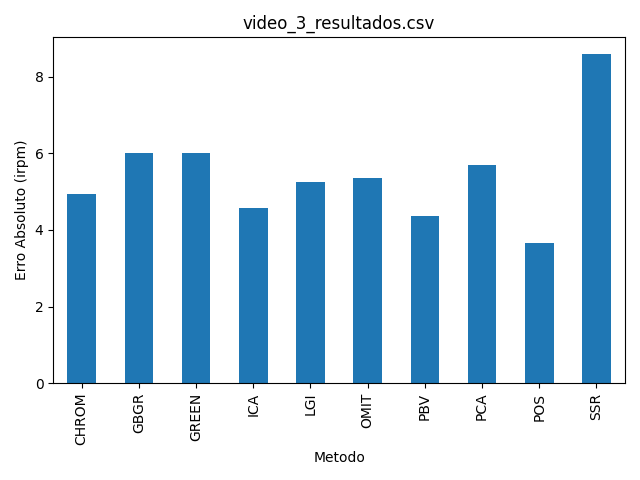 video_3_resultados.csv
Erro Absoluto (irpm)
8
6
4
2
0
CHROM
GBGR
GREEN
ICA
LGI
OMIT
PBV
PCA
POS
SSR
Metodo